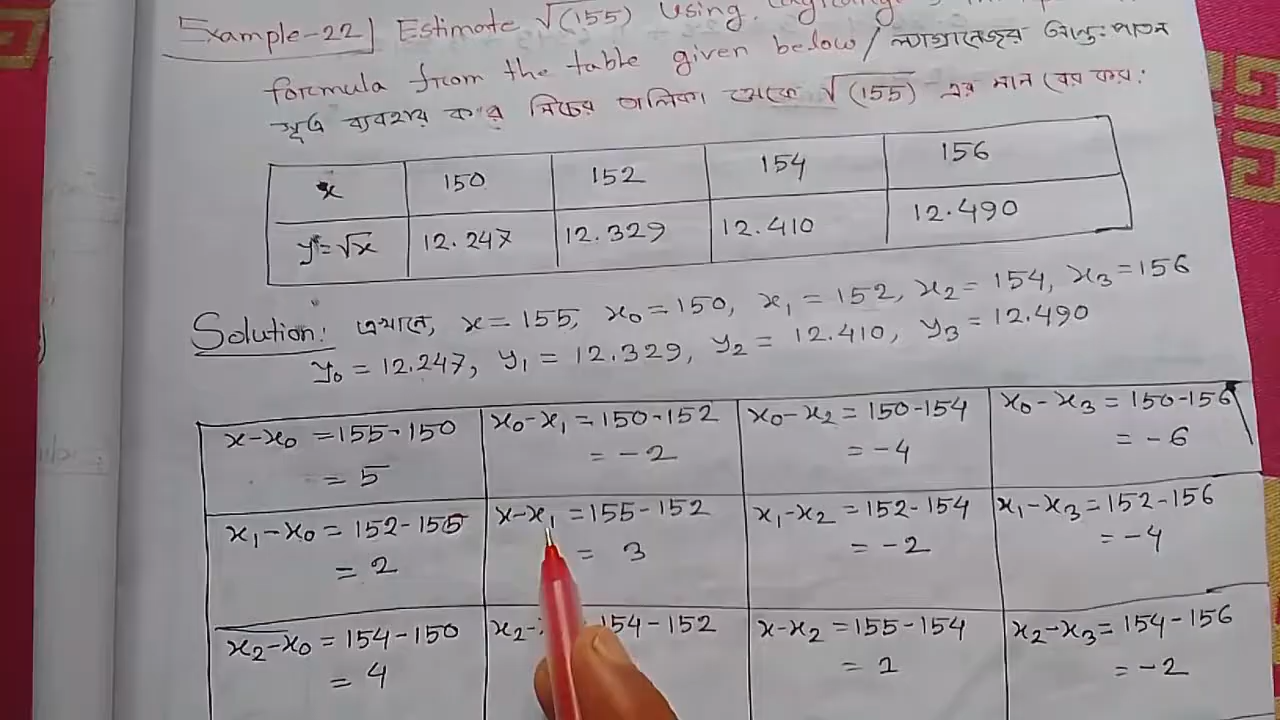 Example-22] Estimate √(155) using
formula from the table given below/ ল্যাগ্রাঞ্জের অন্তঃপাতন
সূত্র ব্যবহার করে নিচের তালিকা থেকে √(155) এর মান বের কর:
x 150 152 154 156
y=√x 12.247 12.329 12.410 12.490
Solution: এখানে, x=155, x₀=150, x₁=152, x₂=154, x₃=156
y₀=12.247, y₁=12.329, y₂=12.410, y₃=12.490
x-x₀=155-150 x₀-x₁=150-152 x₀-x₂=150-154 x₀-x₃=150-156
=5 =-2 =-4 =-6
x₁-x₀=152-155 x-x₁=155-152 x₁-x₂=152-154 x₁-x₃=152-156
=2 =3 =-2 =-4
x₂-x₀=154-150 x₂- 154-152 x-x₂=155-154 x₂-x₃=154-156
=4 =1 =-2